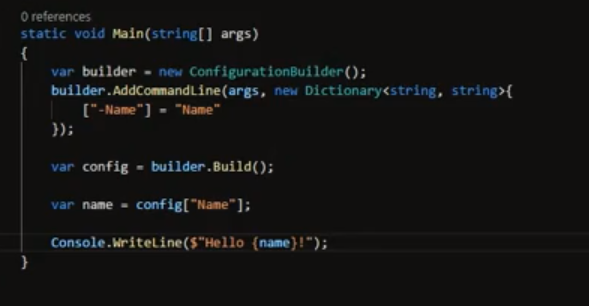 0 references
static void Main(string[] args)
{
    var builder = new ConfigurationBuilder();
    builder.AddCommandLine(args, new Dictionary<string, string>{
        ["-Name"] = "Name"
    });
    var config = builder.Build();
    var name = config["Name"];
    Console.WriteLine($"Hello {name}!");
}